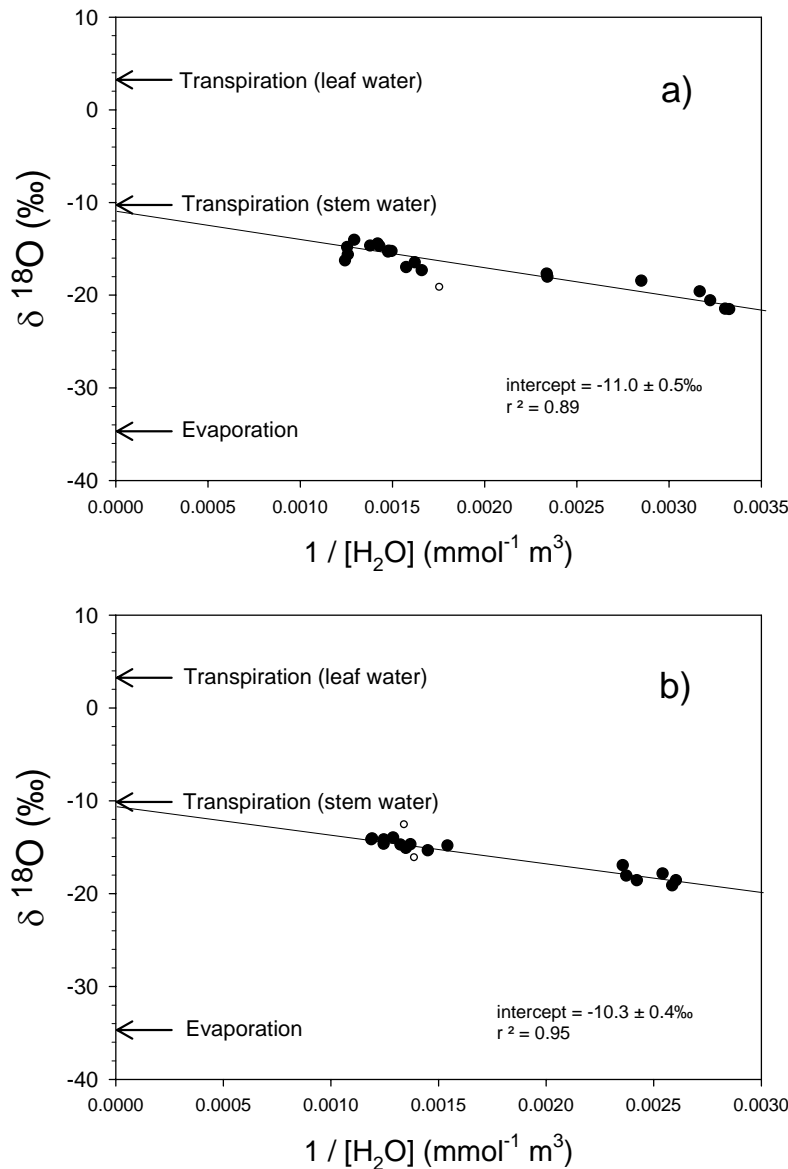 10
0
-10
-20
-30
-40
δ ¹⁸O (‰)
Transpiration (leaf water)
a)
Transpiration (stem water)
intercept = -11.0 ± 0.5‰
r ² = 0.89
Evaporation
0.0000 0.0005 0.0010 0.0015 0.0020 0.0025 0.0030 0.0035
1 / [H₂O] (mmol⁻¹ m³)
10
0
-10
-20
-30
-40
δ ¹⁸O (‰)
Transpiration (leaf water)
b)
Transpiration (stem water)
intercept = -10.3 ± 0.4‰
r ² = 0.95
Evaporation
0.0000 0.0005 0.0010 0.0015 0.0020 0.0025 0.0030
1 / [H₂O] (mmol⁻¹ m³)